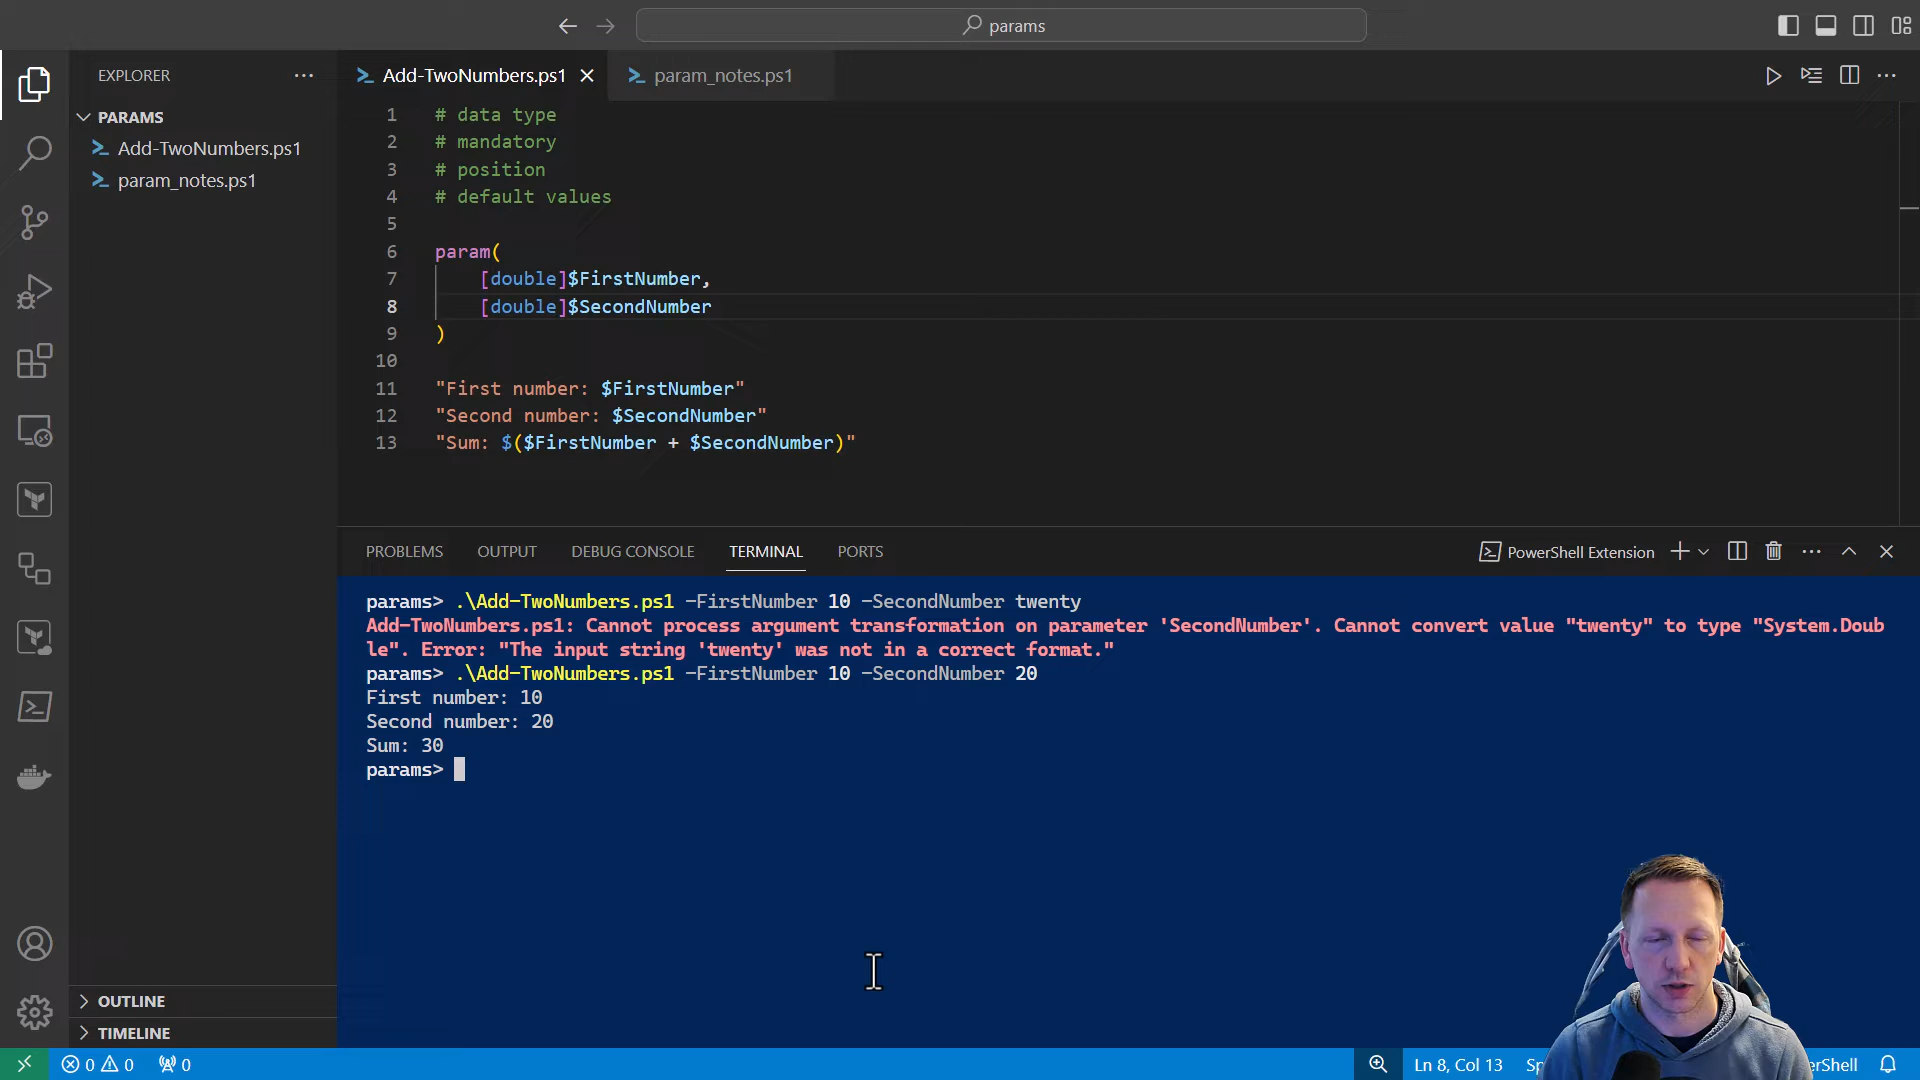 params
EXPLORER
PARAMS
Add-TwoNumbers.ps1
param_notes.ps1
OUTLINE
TIMELINE
Add-TwoNumbers.ps1
param_notes.ps1
1 # data type
2 # mandatory
3 # position
4 # default values
5
6 param(
7 [double]$FirstNumber,
8 [double]$SecondNumber
9 )
10
11 "First number: $FirstNumber"
12 "Second number: $SecondNumber"
13 "Sum: $($FirstNumber + $SecondNumber)"
PROBLEMS OUTPUT DEBUG CONSOLE TERMINAL PORTS
PowerShell Extension
params> .\Add-TwoNumbers.ps1 -FirstNumber 10 -SecondNumber twenty
Add-TwoNumbers.ps1: Cannot process argument transformation on parameter 'SecondNumber'. Cannot convert value "twenty" to type "System.Doub
le". Error: "The input string 'twenty' was not in a correct format."
params> .\Add-TwoNumbers.ps1 -FirstNumber 10 -SecondNumber 20
First number: 10
Second number: 20
Sum: 30
params>
0 0 0
Ln 8, Col 13